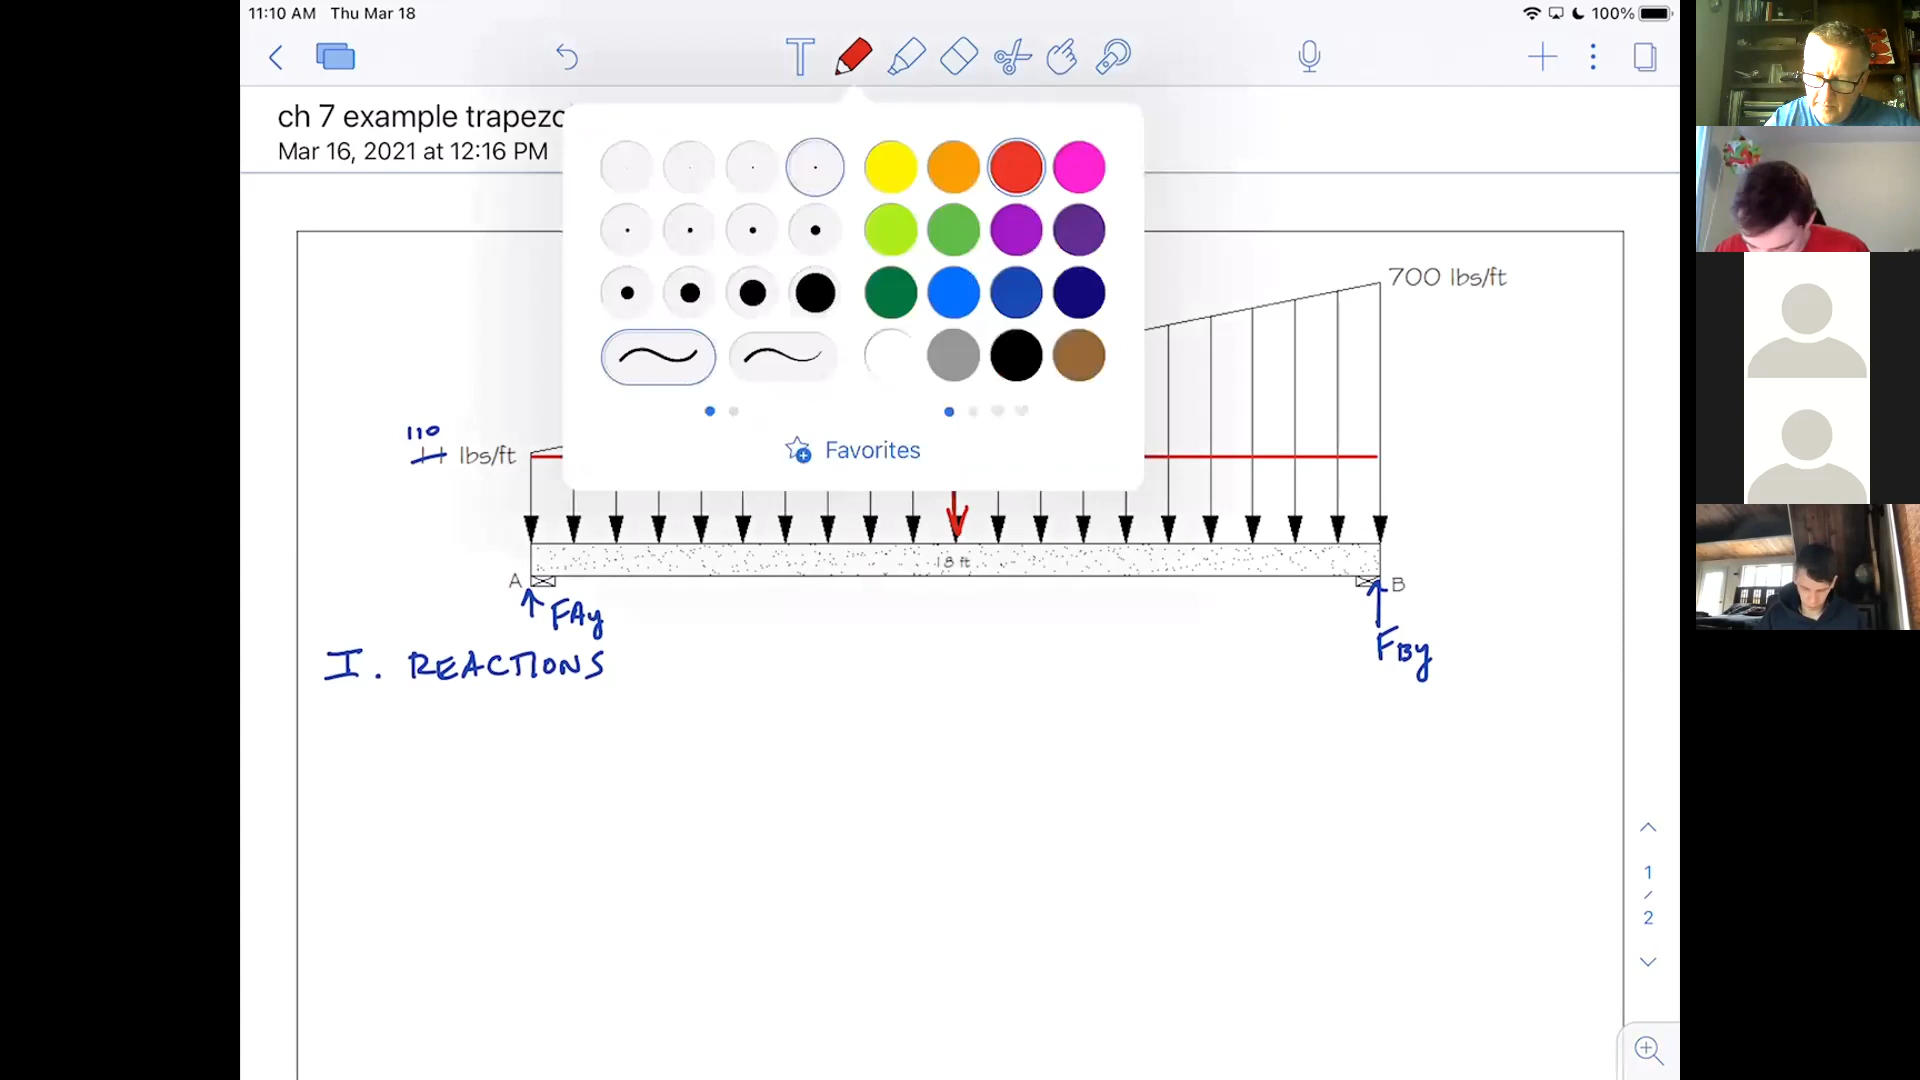 11:10 AM Thu Mar 18
100%
T
ch 7 example trapezo
Mar 16, 2021 at 12:16 PM
700 lbs/ft
110
11 lbs/ft
Favorites
18 ft
A
B
FAy
FBy
I. REACTIONS
1
/
2